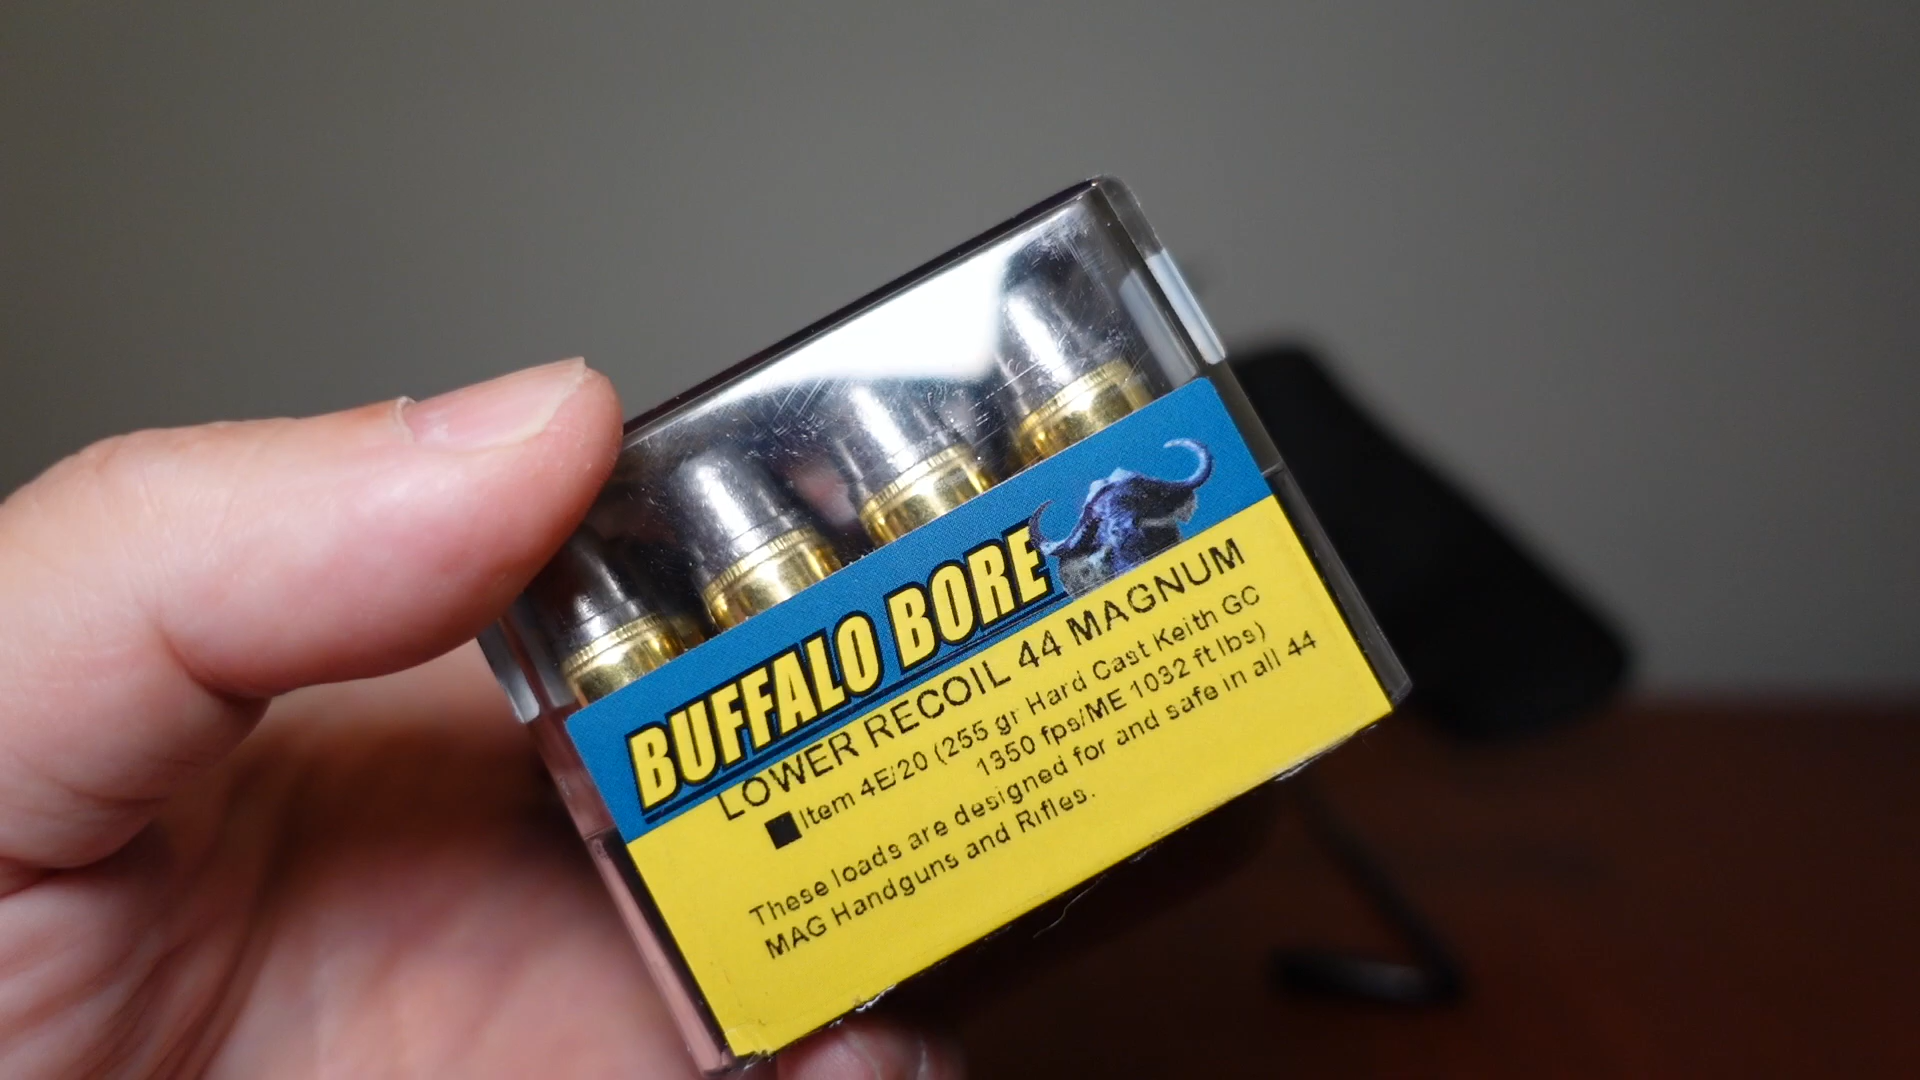 BUFFALO BORE
LOWER RECOIL 44 MAGNUM
Item 4E/20 (255 gr Hard Cast Keith GC
1350 fps/ME 1032 ft lbs)
These loads are designed for and safe in all 44
MAG Handguns and Rifles.